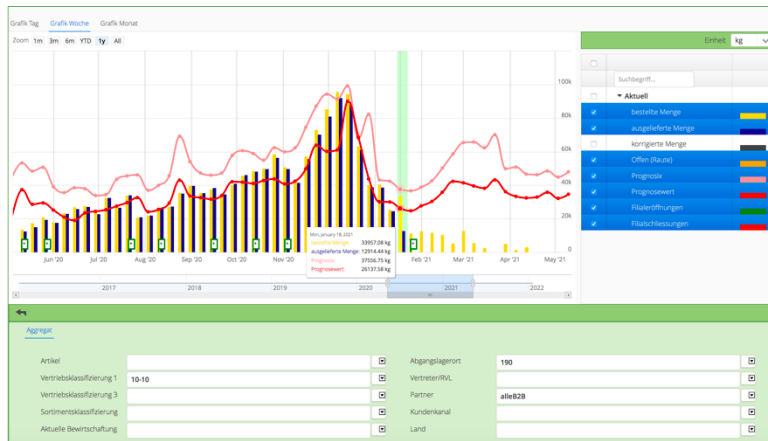 Grafik Tag Grafik Woche Grafik Monat
Zoom 1m 3m 6m YTD 1y All
Einheit kg
Suchbegriff...
Aktuell
bestellte Menge
ausgelieferte Menge
korrigierte Menge
Offen (Raute)
Prognosix
Prognosewert
Filialeröffnungen
Filialschliessungen
100k
80k
60k
40k
20k
0
Mon, January 18, 2021
bestellte Menge: 33957.08 kg
ausgelieferte Menge: 12914.44 kg
Prognosix: 37556.75 kg
Prognosewert: 26137.58 kg
Jun '20 Jul '20 Aug '20 Sep '20 Oct '20 Nov '20 Feb '21 Mar '21 Apr '21 May '21
2017 2018 2019 2020 2021 2022
Aggregat
Artikel
Abgangslagerort 190
Vertriebsklassifizierung 1 10-10
Vertreter/RVL
Vertriebsklassifizierung 3
Partner alleB2B
Sortimentsklassifizierung
Kundenkanal
Aktuelle Bewirtschaftung
Land